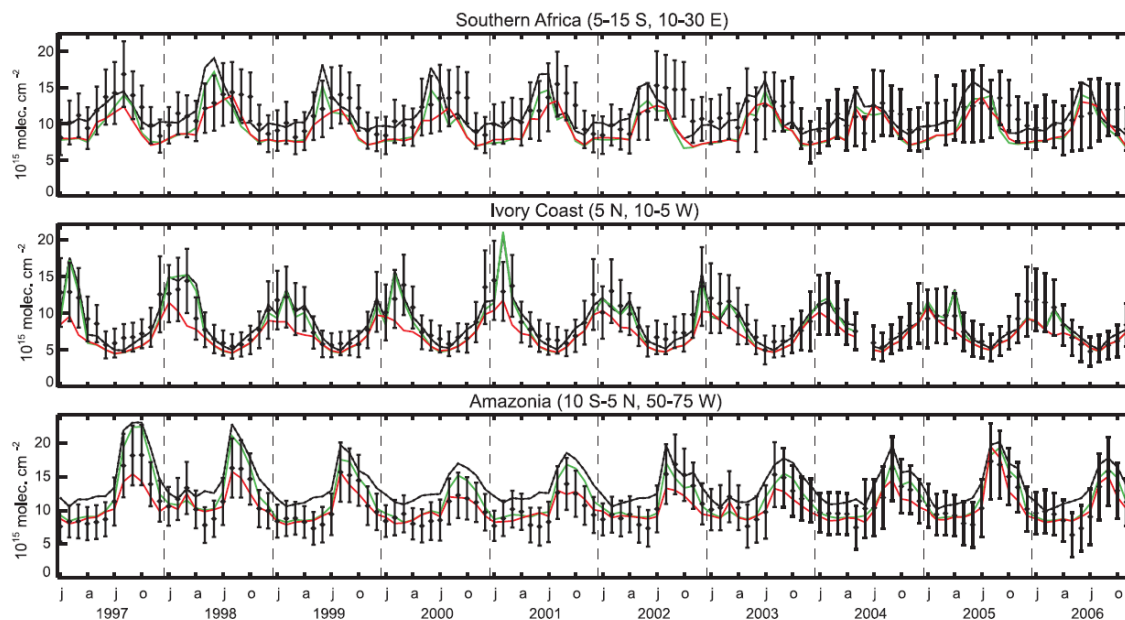 Southern Africa (5-15 S, 10-30 E)
20
15
10
5
0
10¹⁵ molec. cm⁻²
Ivory Coast (5 N, 10-5 W)
20
15
10
5
0
10¹⁵ molec. cm⁻²
Amazonia (10 S-5 N, 50-75 W)
20
15
10
5
0
10¹⁵ molec. cm⁻²
j a j o j a j o j a j o j a j o j a j o j a j o j a j o j a j o j a j o j a j o
1997 1998 1999 2000 2001 2002 2003 2004 2005 2006